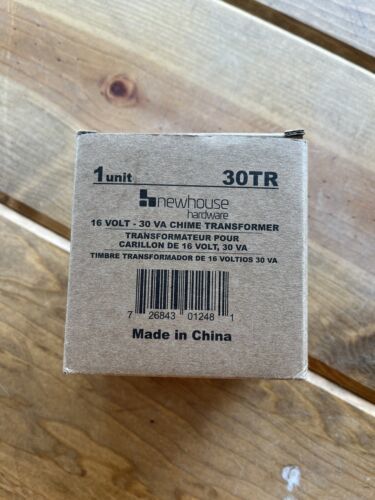 1 unit 30TR
newhouse
hardware
16 VOLT - 30 VA CHIME TRANSFORMER
TRANSFORMATEUR POUR
CARILLON DE 16 VOLT, 30 VA
TIMBRE TRANSFORMADOR DE 16 VOLTIOS 30 VA
7 26843 01248 1
Made in China